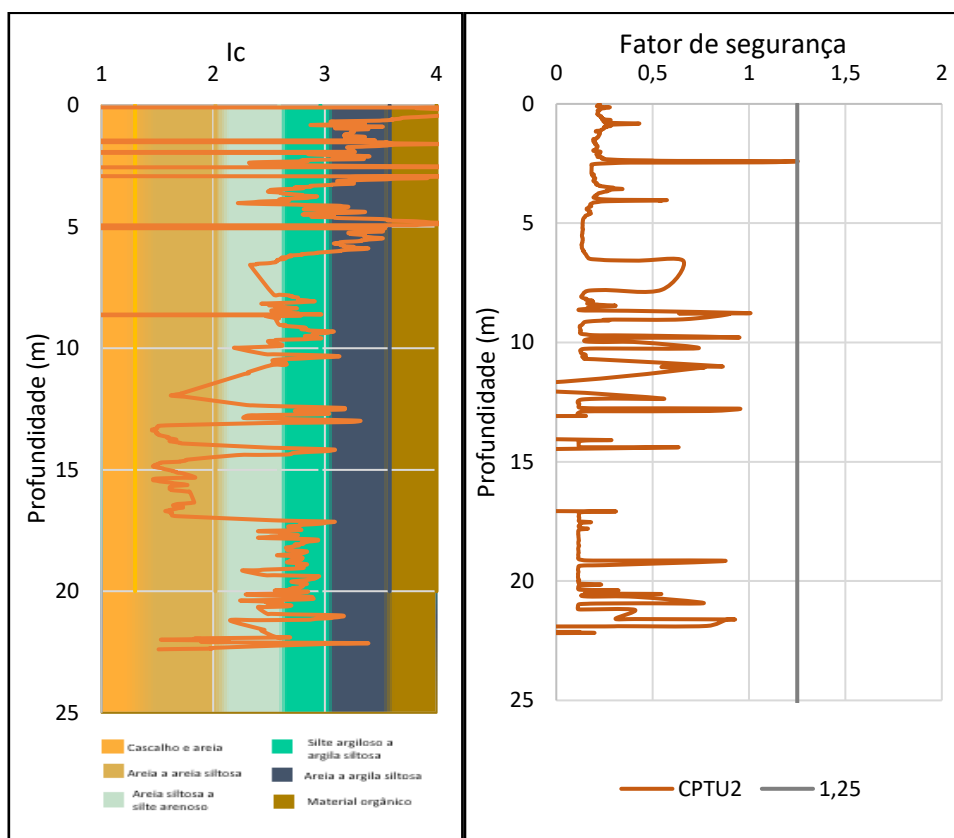 Ic
1 2 3 4
0
5
10
15
20
25
Profundidade (m)
Cascalho e areia
Areia a areia siltosa
Areia siltosa a
silte arenoso
Silte argiloso a
argila siltosa
Areia a argila siltosa
Material orgânico
Fator de segurança
0 0,5 1 1,5 2
0
5
10
15
20
25
Profundidade (m)
CPTU2 1,25